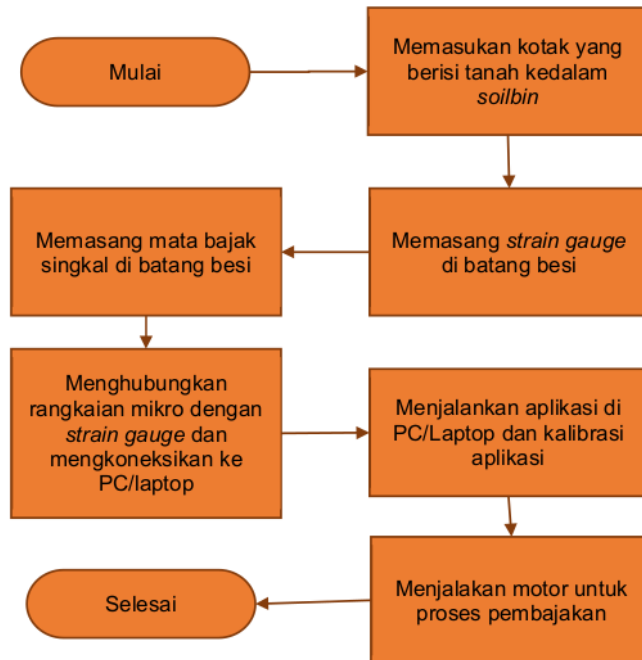 Mulai
Memasukan kotak yang
berisi tanah kedalam
soilbin
Memasang strain gauge
di batang besi
Memasang mata bajak
singkal di batang besi
Menghubungkan
rangkaian mikro dengan
strain gauge dan
mengkoneksikan ke
PC/laptop
Menjalankan aplikasi di
PC/Laptop dan kalibrasi
aplikasi
Menjalakan motor untuk
proses pembajakan
Selesai